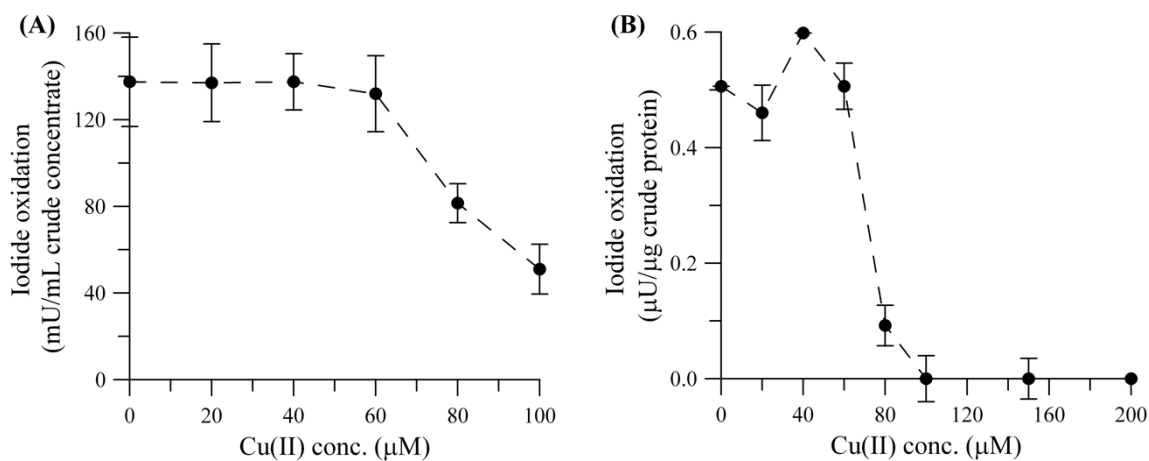 (A)
Iodide oxidation
(mU/mL crude concentrate)
160
120
80
40
0
0 20 40 60 80 100
Cu(II) conc. (μM)
(B)
Iodide oxidation
(μU/μg crude protein)
0.6
0.4
0.2
0.0
0 40 80 120 160 200
Cu(II) conc. (μM)